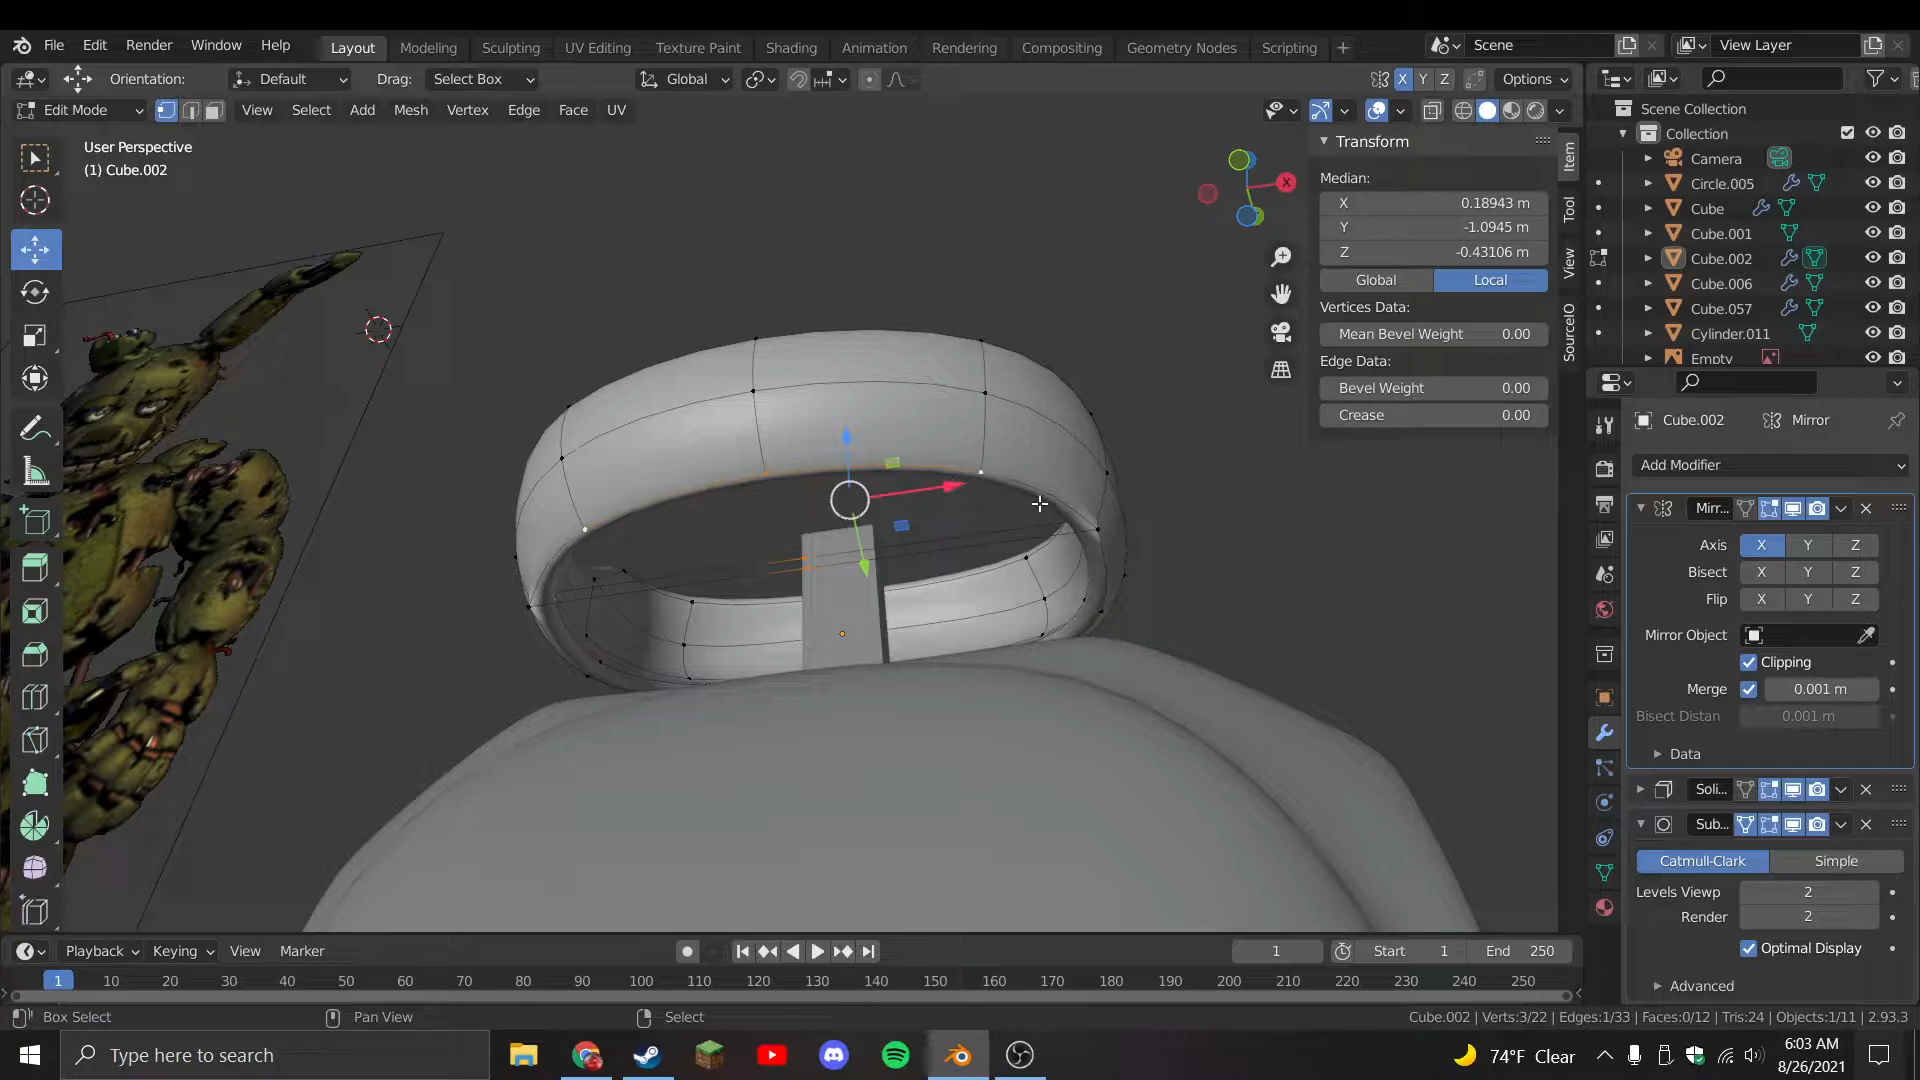 File Edit Render Window Help Layout Modeling Sculpting UV Editing Texture Paint Shading Animation Rendering Compositing Geometry Nodes Scripting + Scene View Layer
Orientation: Default Drag: Select Box Global X Y Z Options
Edit Mode View Select Add Mesh Vertex Edge Face UV
User Perspective
(1) Cube.002
X
Transform
Median:
X 0.18943 m
Y -1.0945 m
Z -0.43106 m
Global Local
Vertices Data:
Mean Bevel Weight 0.00
Edge Data:
Bevel Weight 0.00
Crease 0.00
Item
Tool
View
SourceIO
Scene Collection
Collection
Camera
Circle.005
Cube
Cube.001
Cube.002
Cube.006
Cube.057
Cylinder.011
Empty
Cube.002 Mirror
Add Modifier
Mirr...
Axis X Y Z
Bisect X Y Z
Flip X Y Z
Mirror Object
Clipping
Merge 0.001 m
Bisect Distan 0.001 m
Data
Soli...
Sub...
Catmull-Clark Simple
Levels Viewp 2
Render 2
Optimal Display
Advanced
Playback Keying View Marker 1 Start 1 End 250
1 10 20 30 40 50 60 70 80 90 100 110 120 130 140 150 160 170 180 190 200 210 220 230 240 250
Box Select Pan View Select Cube.002 | Verts:3/22 | Edges:1/33 | Faces:0/12 | Tris:24 | Objects:1/11 | 2.93.3
Type here to search 74°F Clear 6:03 AM
8/26/2021